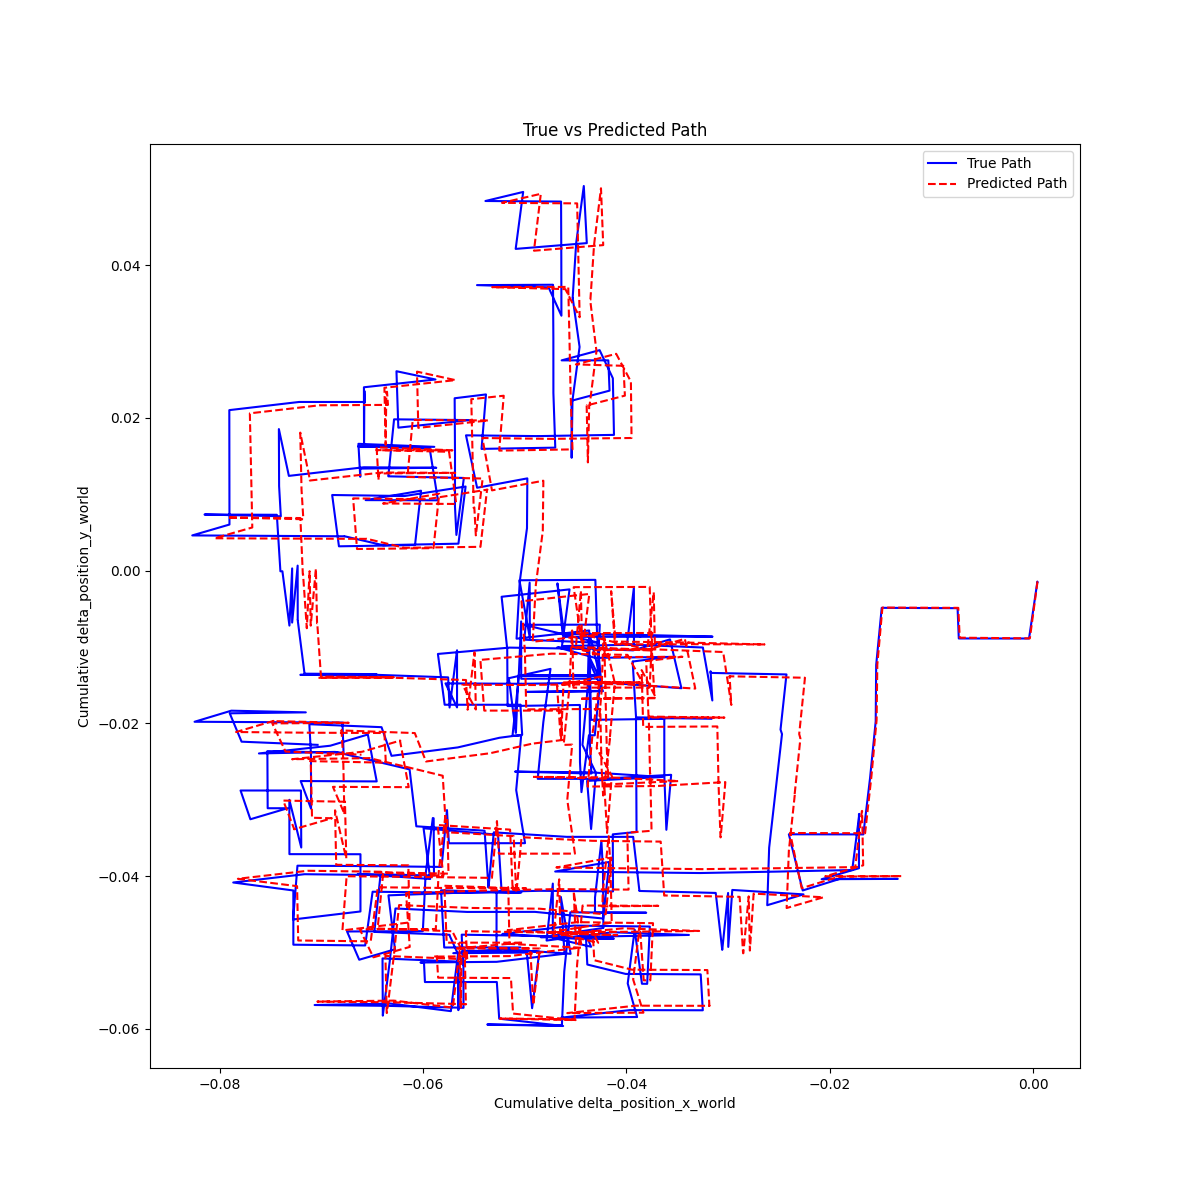 True vs Predicted Path
True Path
Predicted Path
0.04
0.02
0.00
−0.02
−0.04
−0.06
Cumulative delta_position_y_world
−0.08
−0.06
−0.04
−0.02
0.00
Cumulative delta_position_x_world